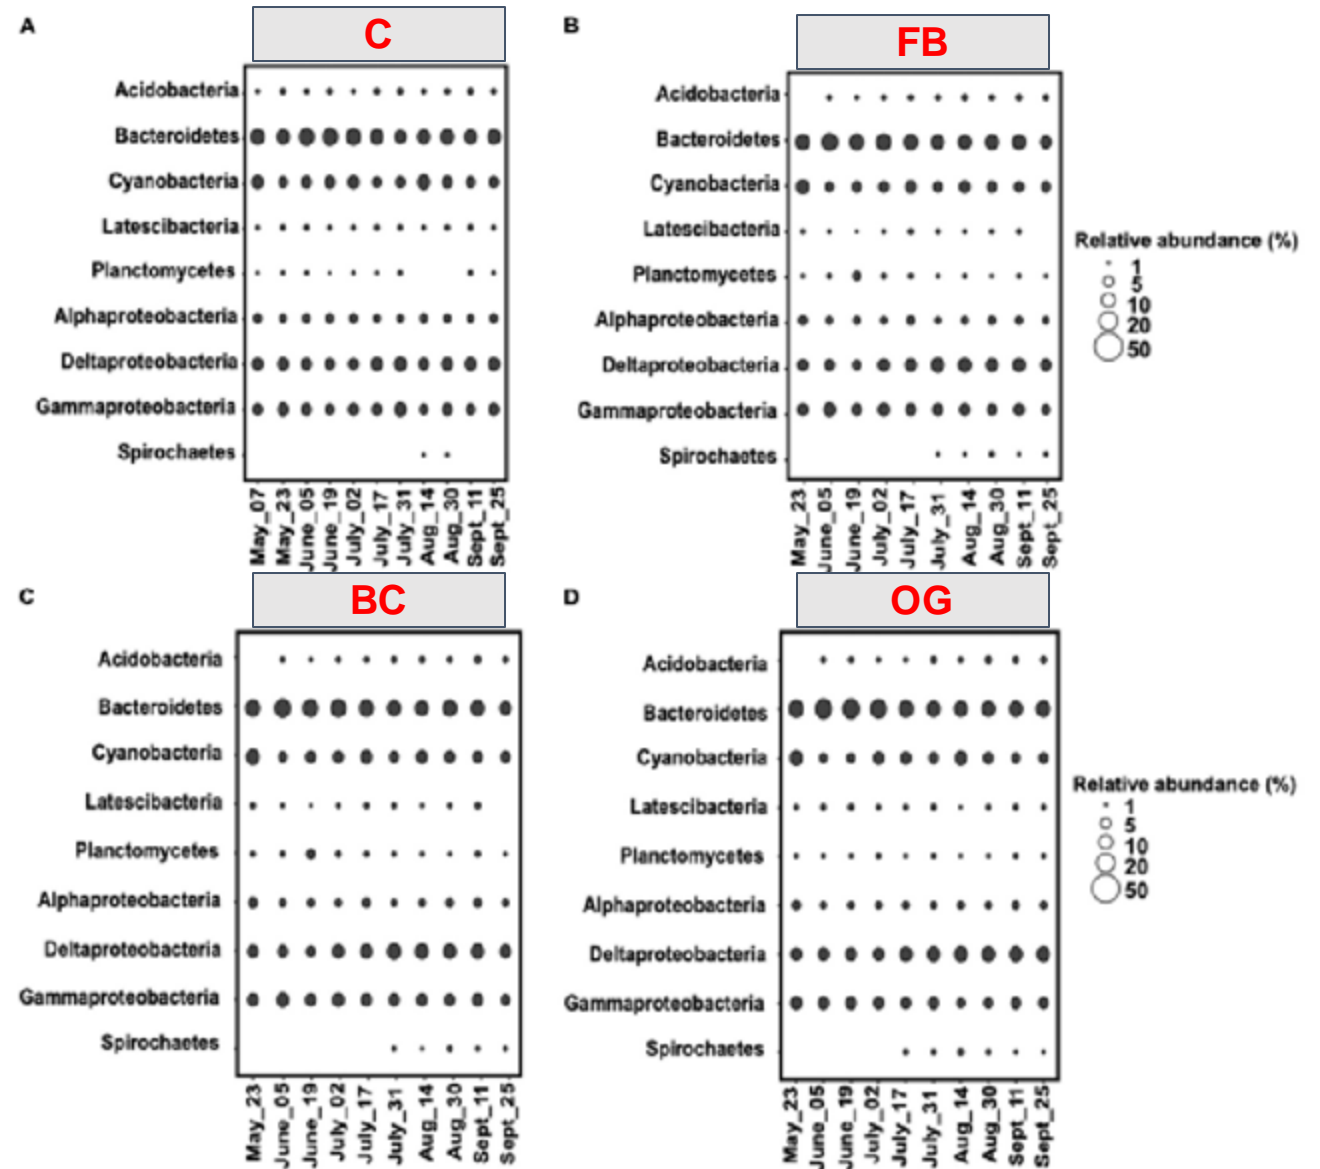 A
C
Acidobacteria
Bacteroidetes
Cyanobacteria
Latescibacteria
Planctomycetes
Alphaproteobacteria
Deltaproteobacteria
Gammaproteobacteria
Spirochaetes
May_07
May_23
June_05
June_19
July_02
July_17
July_31
Aug_14
Aug_30
Sept_11
Sept_25
B
FB
Acidobacteria
Bacteroidetes
Cyanobacteria
Latescibacteria
Planctomycetes
Alphaproteobacteria
Deltaproteobacteria
Gammaproteobacteria
Spirochaetes
May_23
June_05
June_19
July_02
July_17
July_31
Aug_14
Aug_30
Sept_11
Sept_25
Relative abundance (%)
1
5
10
20
50
C
BC
Acidobacteria
Bacteroidetes
Cyanobacteria
Latescibacteria
Planctomycetes
Alphaproteobacteria
Deltaproteobacteria
Gammaproteobacteria
Spirochaetes
May_23
June_05
June_19
July_02
July_17
July_31
Aug_14
Aug_30
Sept_11
Sept_25
D
OG
Acidobacteria
Bacteroidetes
Cyanobacteria
Latescibacteria
Planctomycetes
Alphaproteobacteria
Deltaproteobacteria
Gammaproteobacteria
Spirochaetes
May_23
June_05
June_19
July_02
July_17
July_31
Aug_14
Aug_30
Sept_11
Sept_25
Relative abundance (%)
1
5
10
20
50